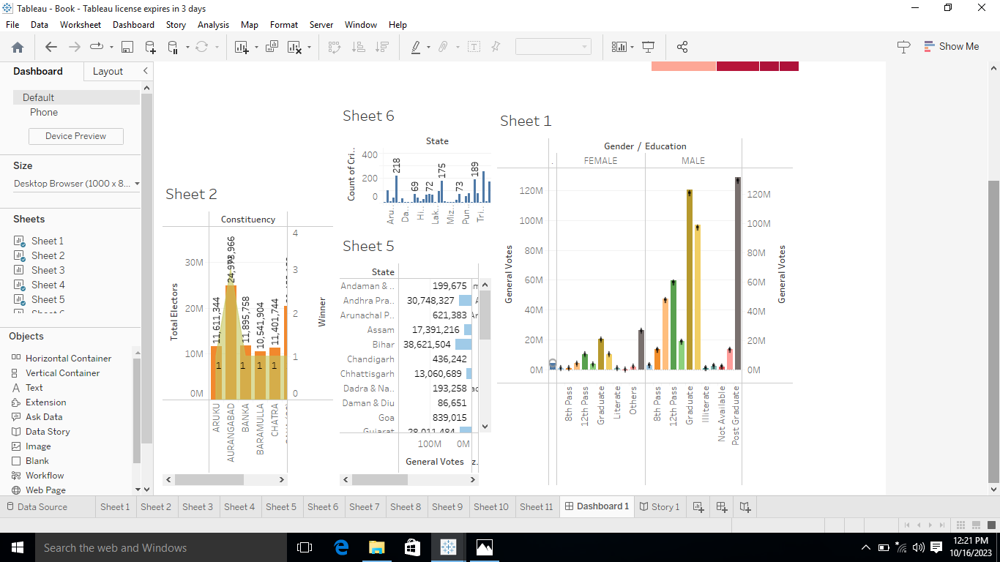 Tableau - Book - Tableau license expires in 3 days
File Data Worksheet Dashboard Story Analysis Map Format Server Window Help
Show Me
Dashboard Layout
Default
Phone
Device Preview
Size
Desktop Browser (1000 x 8...
Sheets
Sheet 1
Sheet 2
Sheet 3
Sheet 4
Sheet 5
Objects
Horizontal Container
Vertical Container
Text
Extension
Ask Data
Data Story
Image
Blank
Workflow
Web Page
Sheet 2
Constituency
Total Electors
30M
20M
10M
0M
11,611,344
24,973,966
11,895,758
10,541,904
11,401,744
1 1 1 1
4
3
2
1
0
Winner
ARUKU
AURANGABAD
BANKA
BARAMULLA
CHATRA
Sheet 6
State
Count of Cri..
400
200
0
218 69 72 175 73 189
Aru.. Da.. Hi.. Lak.. Miz.. Pun.. Tri..
Sheet 5
State
Andaman & .. 199,675
Andhra Pra.. 30,748,327
Arunachal P.. 621,383
Assam 17,391,216
Bihar 38,621,504
Chandigarh 436,242
Chhattisgarh 13,060,689
Dadra & Na.. 193,258
Daman & Diu 86,651
Goa 839,015
Gujarat 28,011,484
100M 0M
General Votes z.
Sheet 1
Gender / Education
. FEMALE MALE
General Votes
120M
100M
80M
60M
40M
20M
0M
120M
100M
80M
60M
40M
20M
0M
General Votes
8th Pass
12th Pass
Graduate
Literate
Others
8th Pass
12th Pass
Graduate
Illiterate
Not Available
Post Graduate
Data Source Sheet 1 Sheet 2 Sheet 3 Sheet 4 Sheet 5 Sheet 6 Sheet 7 Sheet 8 Sheet 9 Sheet 10 Sheet 11 Dashboard 1 Story 1
Search the web and Windows
12:21 PM
10/16/2023